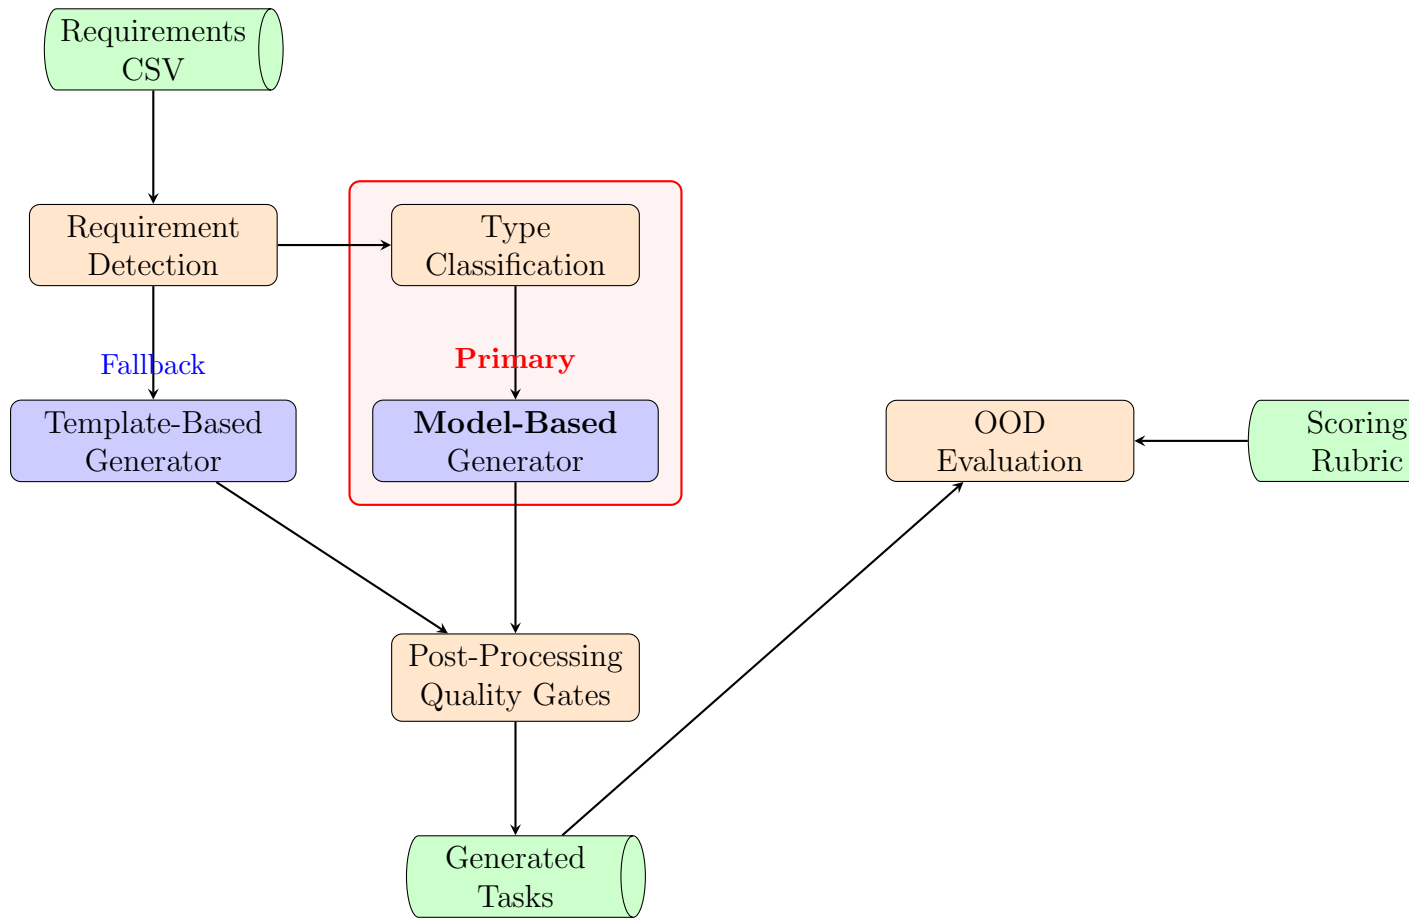 Requirements
CSV
Requirement
Detection
Type
Classification
Fallback
Primary
Template-Based
Generator
Model-Based
Generator
OOD
Evaluation
Scoring
Rubric
Post-Processing
Quality Gates
Generated
Tasks